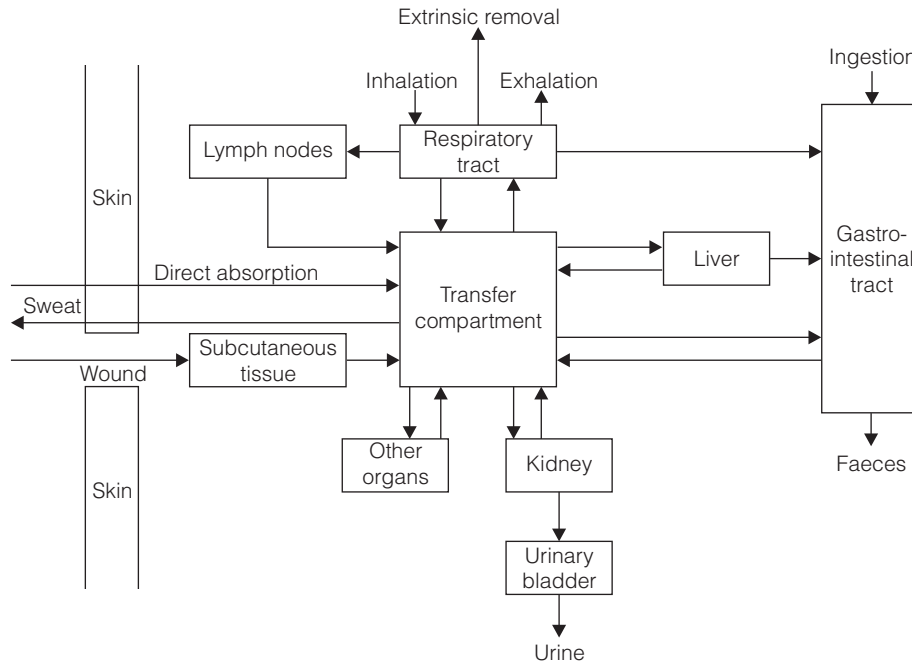 Extrinsic removal
Inhalation
Exhalation
Ingestion
Lymph nodes
Respiratory
tract
Skin
Direct absorption
Sweat
Transfer
compartment
Liver
Gastro-
intestinal
tract
Wound
Subcutaneous
tissue
Other
organs
Kidney
Faeces
Skin
Urinary
bladder
Urine